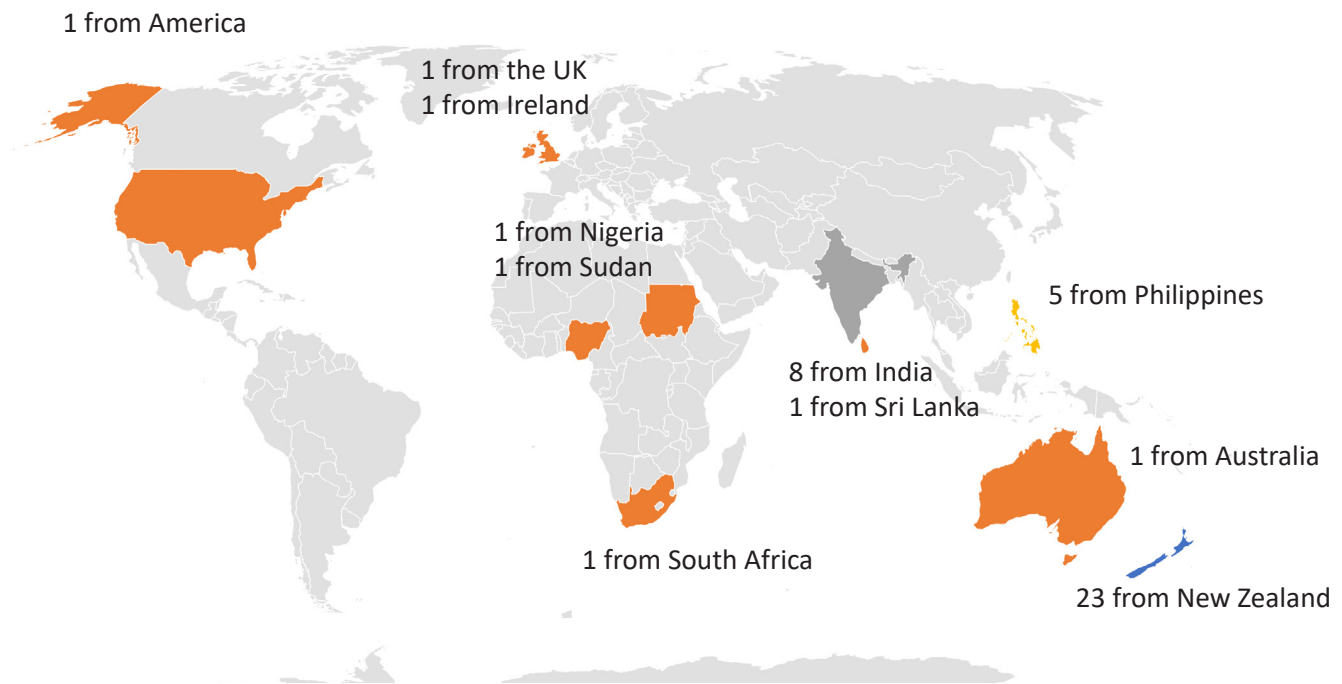 1 from America
1 from the UK
1 from Ireland
1 from Nigeria
1 from Sudan
5 from Philippines
8 from India
1 from Sri Lanka
1 from Australia
1 from South Africa
23 from New Zealand